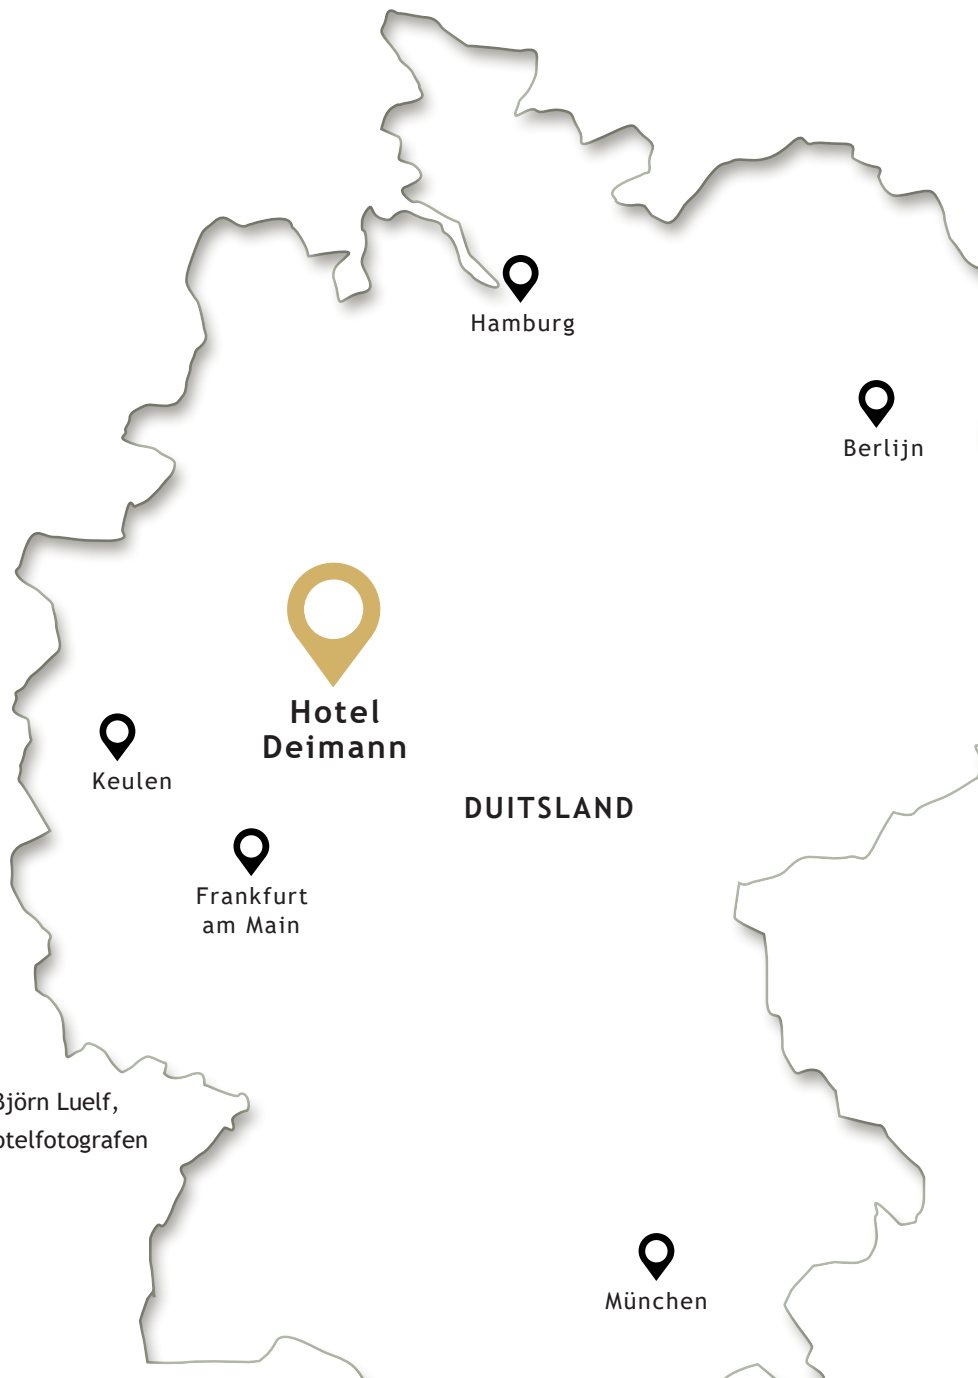 Hamburg
Berlijn
Hotel
Deimann
Keulen
DUITSLAND
Frankfurt
am Main
Luelf,
München